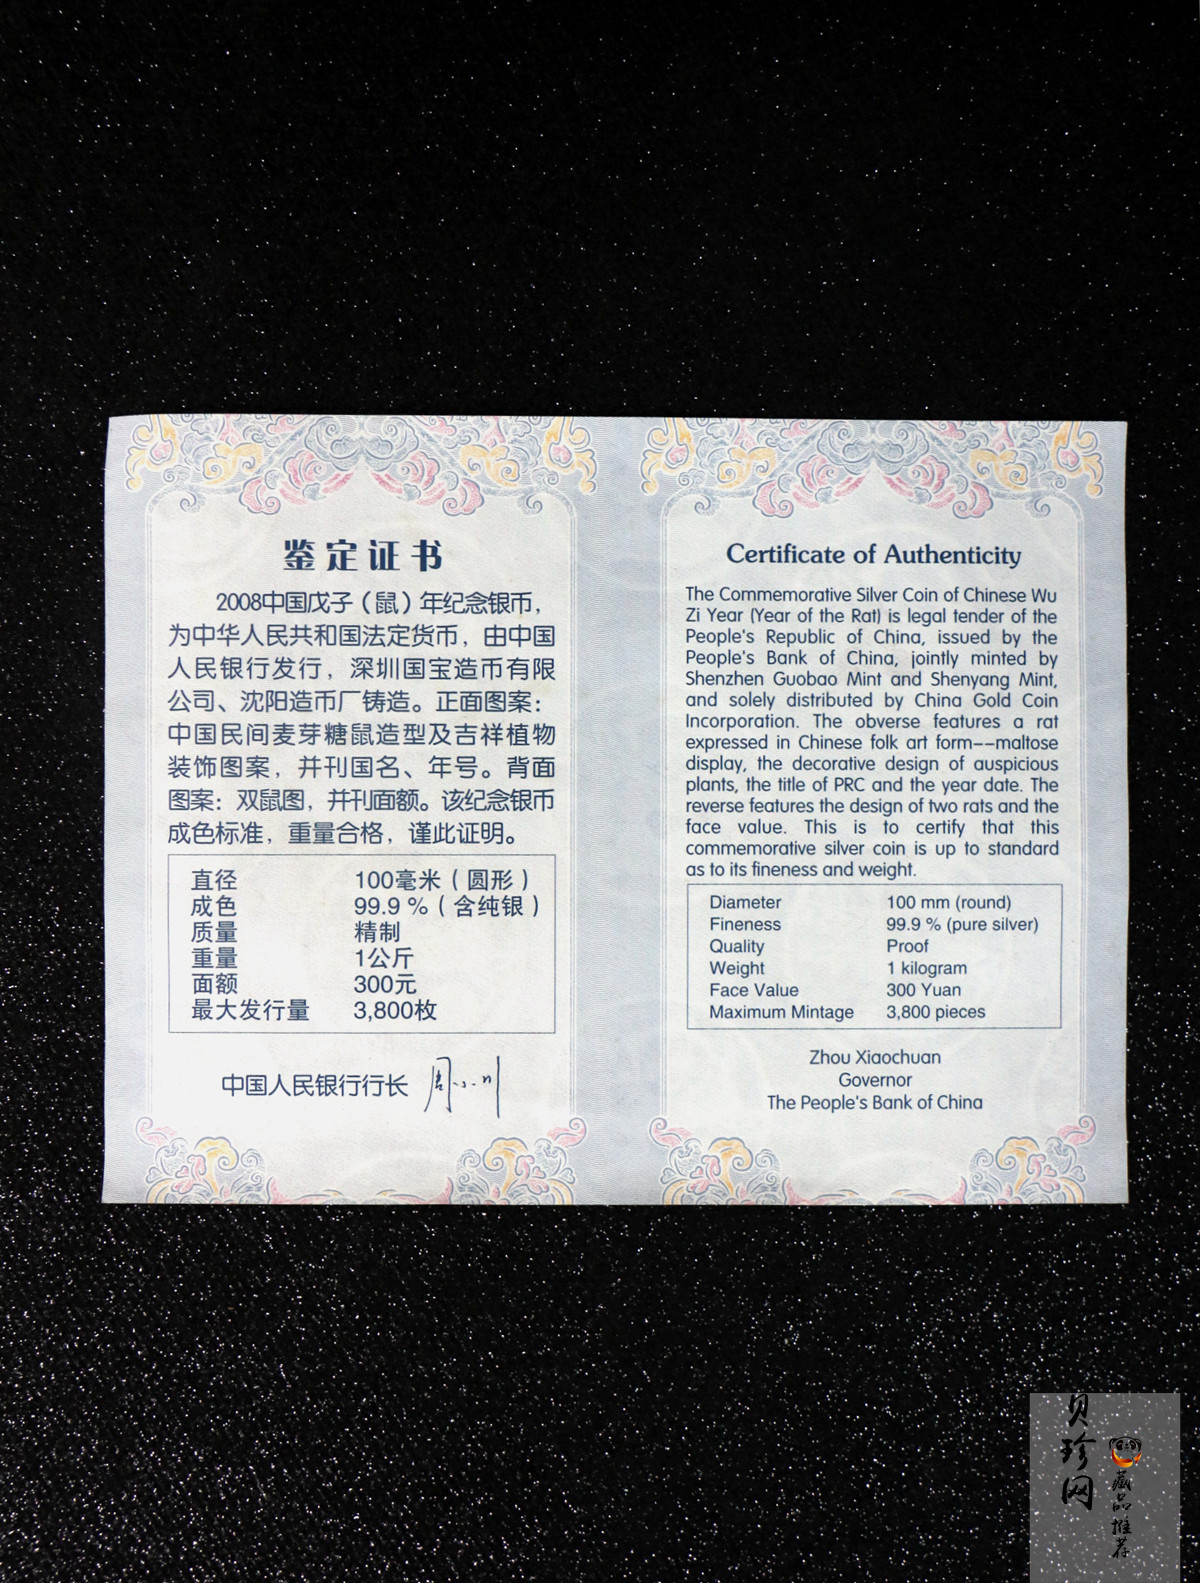 鉴定证书
2008中国戊子（鼠）年纪念银币，
为中华人民共和国法定货币，由中国
人民银行发行，深圳国宝造币有限
公司、沈阳造币厂铸造。正面图案：
中国民间麦芽糖鼠造型及吉祥植物
装饰图案，并刊国名、年号。背面
图案：双鼠图，并刊面额。该纪念银币
成色标准，重量合格，谨此证明。
直径 100毫米（圆形）
成色 99.9 %（含纯银）
质量 精制
重量 1公斤
面额 300元
最大发行量 3,800枚
中国人民银行行长 周小川
Certificate of Authenticity
The Commemorative Silver Coin of Chinese Wu
Zi Year (Year of the Rat) is legal tender of the
People's Republic of China, issued by the
People's Bank of China, jointly minted by
Shenzhen Guobao Mint and Shenyang Mint,
and solely distributed by China Gold Coin
Incorporation. The obverse features a rat
expressed in Chinese folk art form--maltose
display, the decorative design of auspicious
plants, the title of PRC and the year date. The
reverse features the design of two rats and the
face value. This is to certify that this
commemorative silver coin is up to standard
as to its fineness and weight.
Diameter 100 mm (round)
Fineness 99.9 % (pure silver)
Quality Proof
Weight 1 kilogram
Face Value 300 Yuan
Maximum Mintage 3,800 pieces
Zhou Xiaochuan
Governor
The People's Bank of China
贝珍网
藏品推荐